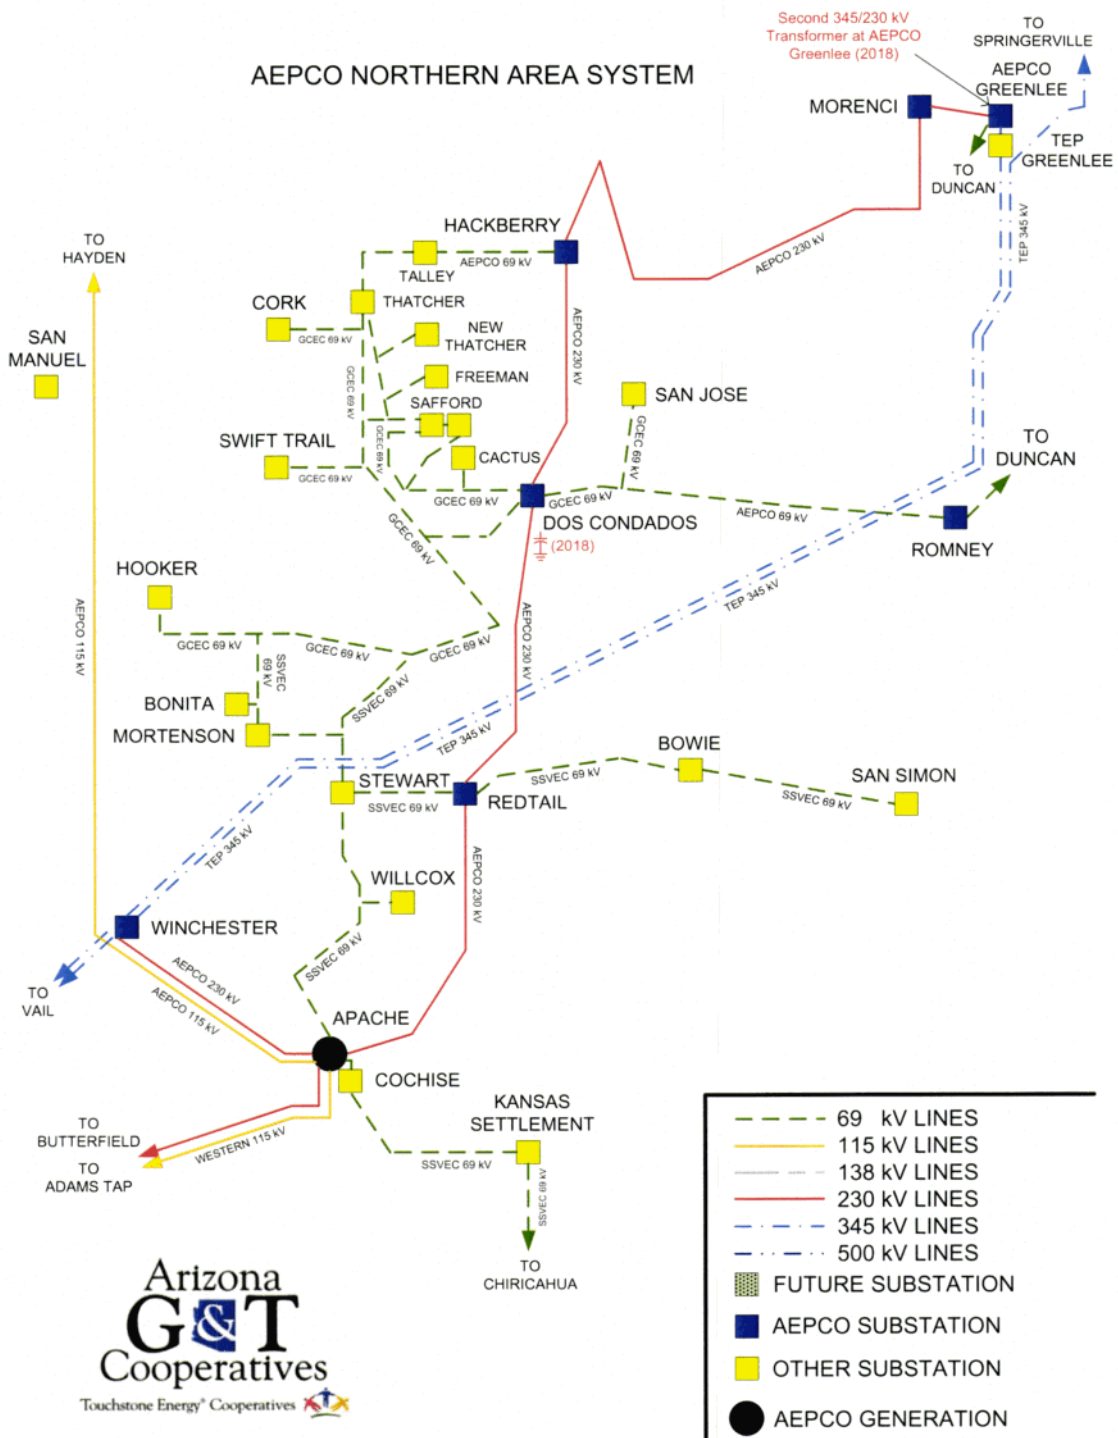 Second 345/230 kV
Transformer at AEPCO
Greenlee (2018)
TO
SPRINGERVILLE
AEPCO NORTHERN AREA SYSTEM
AEPCO
GREENLEE
MORENCI
TEP
GREENLEE
TO
DUNCAN
TEP 345 kV
HACKBERRY
AEPCO 230 kV
TO
HAYDEN
AEPCO 69 kV
TALLEY
CORK
THATCHER
GCEC 69 kV
NEW
THATCHER
AEPCO 230 kV
SAN
MANUEL
GCEC 69 kV
FREEMAN
SAN JOSE
SAFFORD
GCEC 69 kV
GCEC 69 kV
SWIFT TRAIL
CACTUS
TO
DUNCAN
GCEC 69 kV
GCEC 69 kV
GCEC 69 kV
AEPCO 69 kV
DOS CONDADOS
(2018)
GCEC 69 kV
ROMNEY
HOOKER
TEP 345 kV
AEPCO 115 kV
GCEC 69 kV
GCEC 69 kV
GCEC 69 kV
AEPCO 230 kV
SSVEC
69 kV
SSVEC 69 kV
BONITA
MORTENSON
TEP 345 kV
BOWIE
STEWART
SSVEC 69 kV
SAN SIMON
SSVEC 69 kV
REDTAIL
SSVEC 69 kV
TEP 345 kV
WILLCOX
AEPCO 230 kV
WINCHESTER
SSVEC 69 kV
AEPCO 230 kV
AEPCO 115 kV
TO
VAIL
APACHE
COCHISE
KANSAS
SETTLEMENT
TO
BUTTERFIELD
WESTERN 115 kV
TO
ADAMS TAP
SSVEC 69 kV
SSVEC 69 kV
TO
CHIRICAHUA
69 kV LINES
115 kV LINES
138 kV LINES
230 kV LINES
345 kV LINES
500 kV LINES
FUTURE SUBSTATION
AEPCO SUBSTATION
OTHER SUBSTATION
AEPCO GENERATION
Arizona
G&T
Cooperatives
Touchstone Energy® Cooperatives